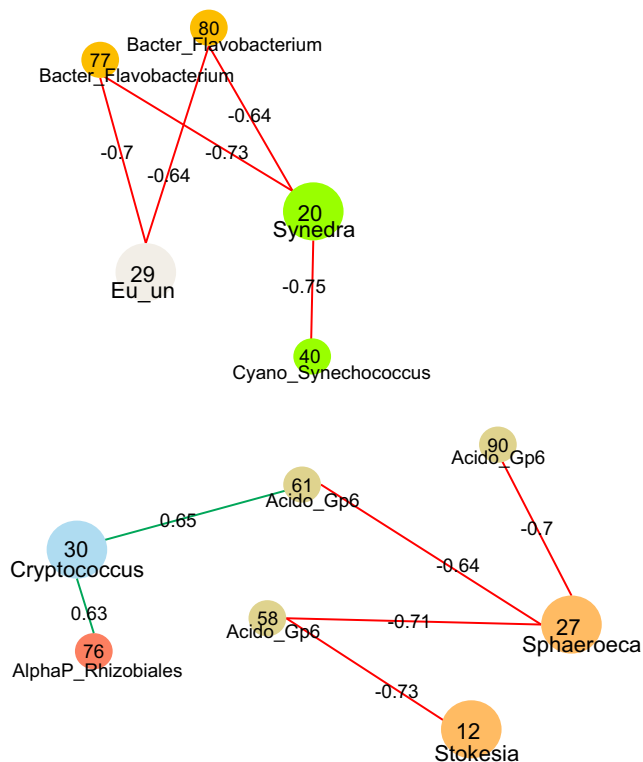 80
Bacter_Flavobacterium
77
Bacter_Flavobacterium
-0.64
-0.7
-0.73
-0.64
20
Synedra
29
Eu_un
-0.75
40
Cyano_Synechococcus
90
Acido_Gp6
61
Acido_Gp6
0.65
-0.7
30
Cryptococcus
-0.64
0.63
58
Acido_Gp6
-0.71
27
Sphaeroeca
76
AlphaP_Rhizobiales
-0.73
12
Stokesia